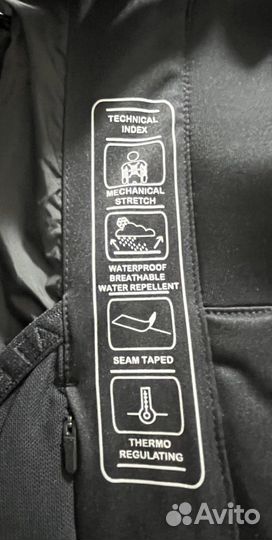 TECHNICAL
INDEX
MECHANICAL
STRETCH
WATERPROOF
BREATHABLE
WATER REPELLENT
SEAM TAPED
THERMO
REGULATING
Avito